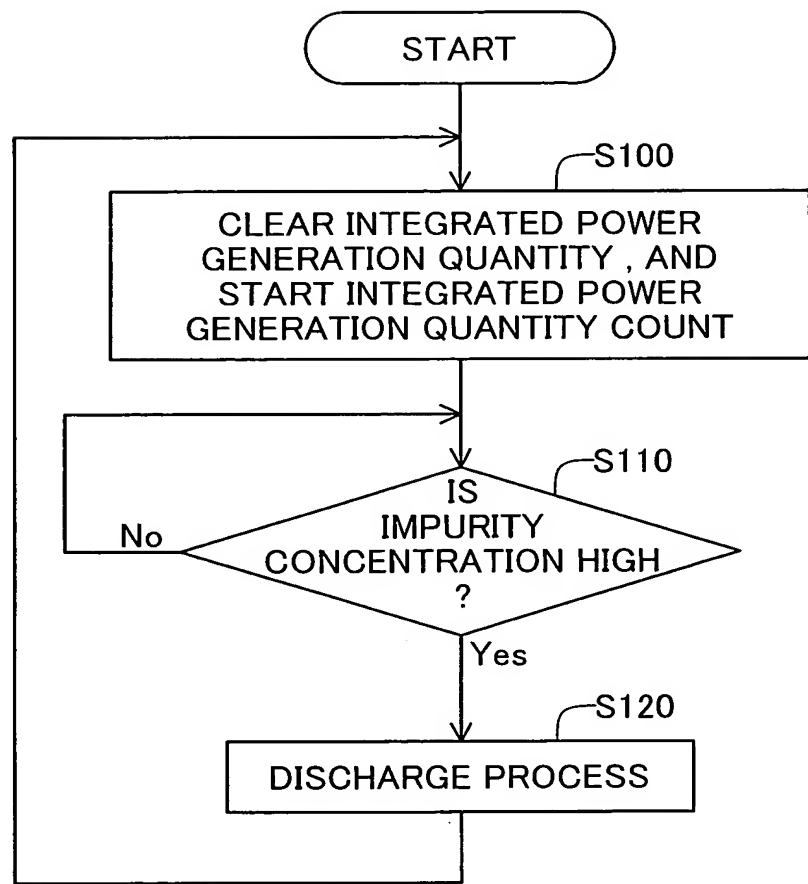 START
S100
CLEAR INTEGRATED POWER
GENERATION QUANTITY , AND
START INTEGRATED POWER
GENERATION QUANTITY COUNT
S110
IS
IMPURITY
CONCENTRATION HIGH
?
No
Yes
S120
DISCHARGE PROCESS